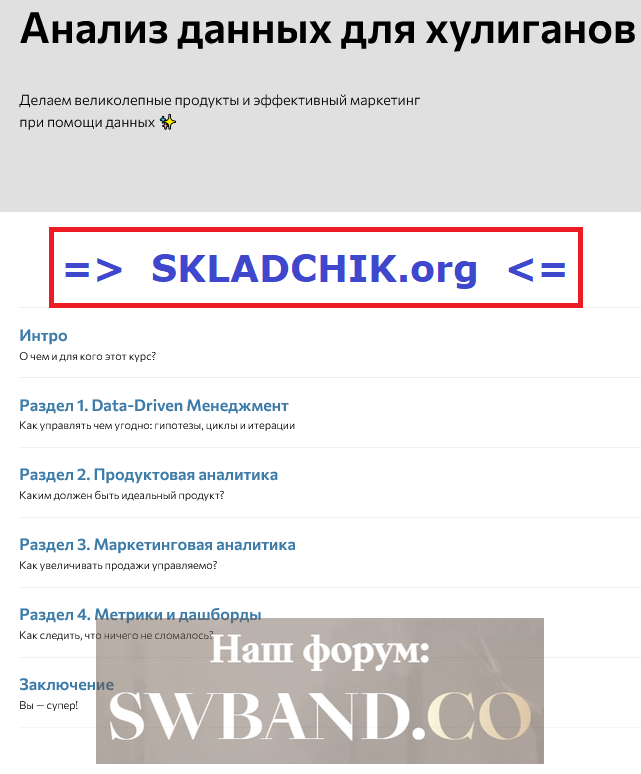 Анализ данных для хулиганов
Делаем великолепные продукты и эффективный маркетинг
при помощи данных ✨
=> SKLADCHIK.org <=
Интро
О чем и для кого этот курс?
Раздел 1. Data-Driven Менеджмент
Как управлять чем угодно: гипотезы, циклы и итерации
Раздел 2. Продуктовая аналитика
Каким должен быть идеальный продукт?
Раздел 3. Маркетинговая аналитика
Как увеличивать продажи управляемо?
Раздел 4. Метрики и дашборды
Как следить, что ничего не сломалось?
Наш форум:
Заключение
SWBAND.CO
Вы — супер!